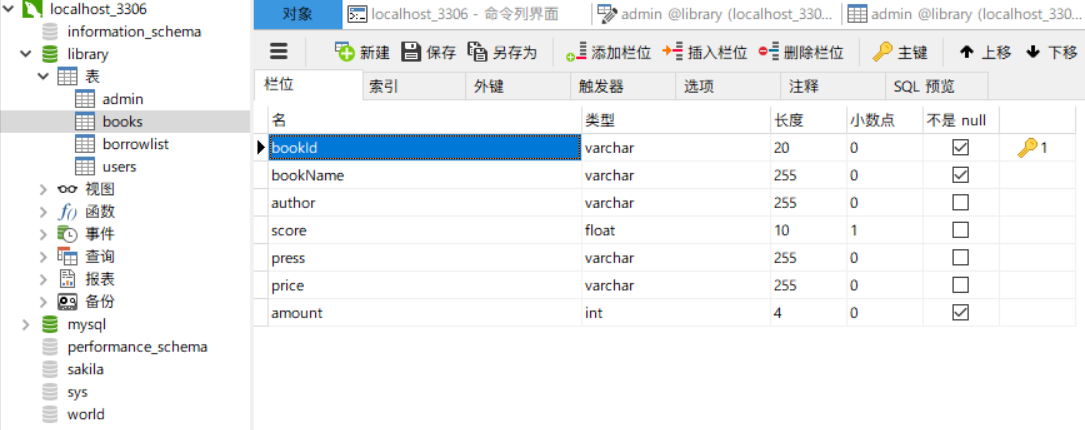 localhost_3306
information_schema
library
表
admin
books
borrowlist
users
视图
函数
事件
查询
报表
备份
mysql
performance_schema
sakila
sys
world
对象 localhost_3306 - 命令列界面 admin @library (localhost_330... admin @library (localhost_330...
新建 保存 另存为 添加栏位 插入栏位 删除栏位 主键 上移 下移
栏位 索引 外键 触发器 选项 注释 SQL 预览
名 类型 长度 小数点 不是 null
bookId varchar 20 0 1
bookName varchar 255 0
author varchar 255 0
score float 10 1
press varchar 255 0
price varchar 255 0
amount int 4 0